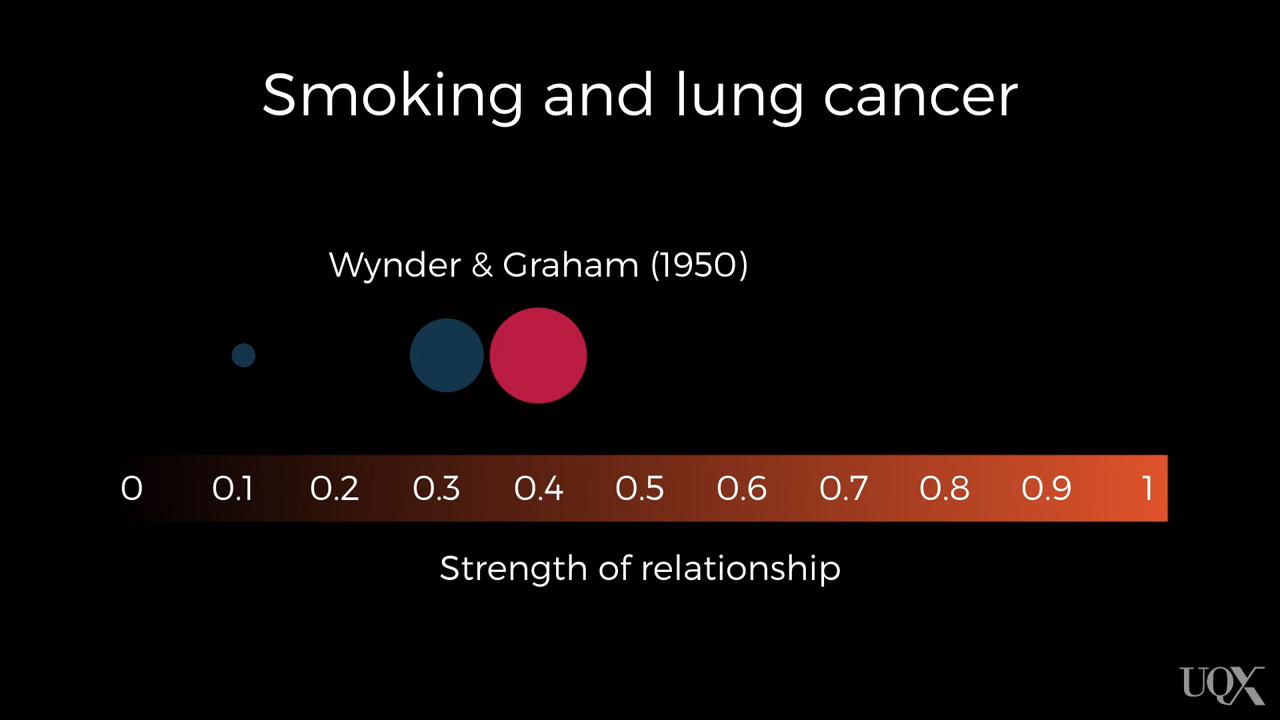 Smoking and lung cancer
Wynder & Graham (1950)
0 0.1 0.2 0.3 0.4 0.5 0.6 0.7 0.8 0.9 1
Strength of relationship
UQX